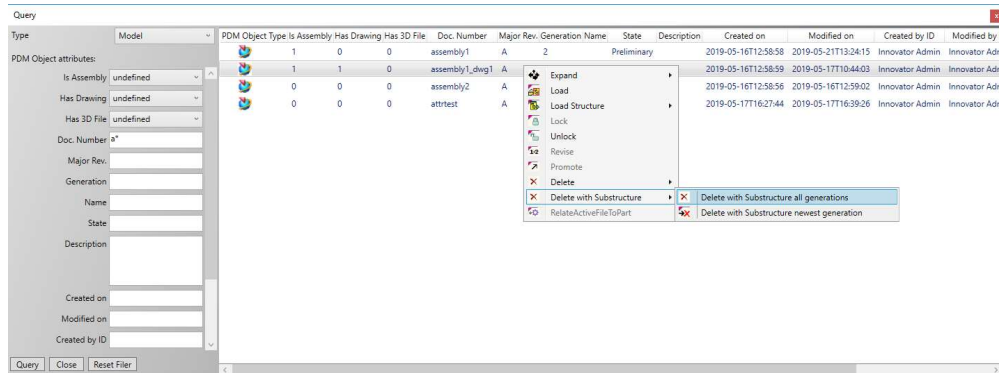 Query
x
Type Model PDM Object Type Is Assembly Has Drawing Has 3D File Doc. Number Major Rev. Generation Name State Description Created on Modified on Created by ID Modified by
PDM Object attributes: 1 0 0 assembly1 A 2 Preliminary 2019-05-16T12:58:58 2019-05-21T13:24:15 Innovator Admin Innovator Adr
Is Assembly undefined 1 1 0 assembly1_dwg1 A 2019-05-16T12:58:59 2019-05-17T10:44:03 Innovator Admin Innovator Adr
Has Drawing undefined 0 0 0 assembly2 A 2019-05-16T12:58:56 2019-05-16T12:59:02 Innovator Admin Innovator Adr
Has 3D File undefined 0 0 0 attrtest A 2019-05-17T16:27:44 2019-05-17T16:39:26 Innovator Admin Innovator Adr
Doc. Number a*
Major Rev.
Generation
Name
State
Description
Created on
Modified on
Created by ID
Query Close Reset Filer
Expand
Load
Load Structure
Lock
Unlock
1:2 Revise
Promote
Delete
Delete with Substructure
RelateActiveFileToPart
Delete with Substructure all generations
Delete with Substructure newest generation